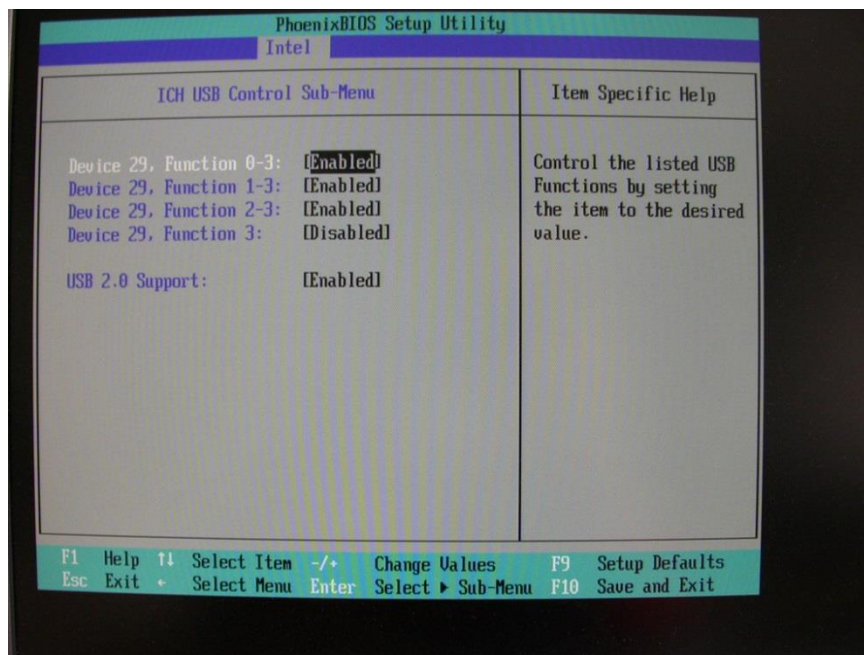 PhoenixBIOS Setup Utility
Intel
ICH USB Control Sub-Menu
Item Specific Help
Device 29, Function 0-3: [Enabled]
Device 29, Function 1-3: [Enabled]
Device 29, Function 2-3: [Enabled]
Device 29, Function 3: [Disabled]
USB 2.0 Support: [Enabled]
Control the listed USB
Functions by setting
the item to the desired
value.
F1 Help ↑↓ Select Item -/+ Change Values F9 Setup Defaults
Esc Exit ← Select Menu Enter Select ▶ Sub-Menu F10 Save and Exit